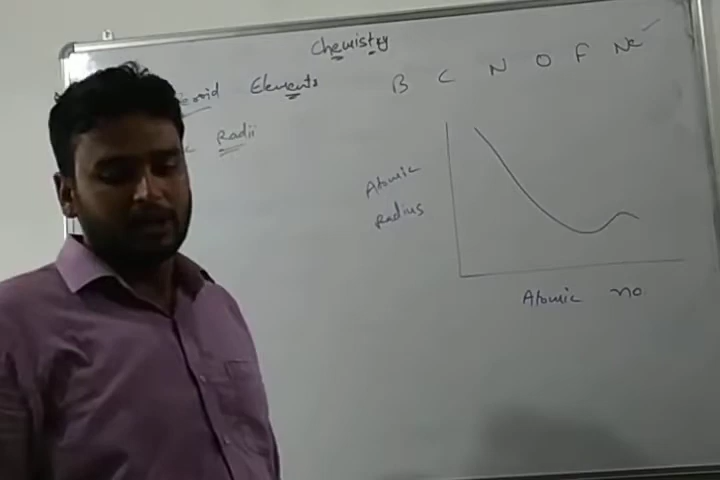 Chemistry
Elements
Radii
B C N O F Ne
Atomic
Radius
Atomic no